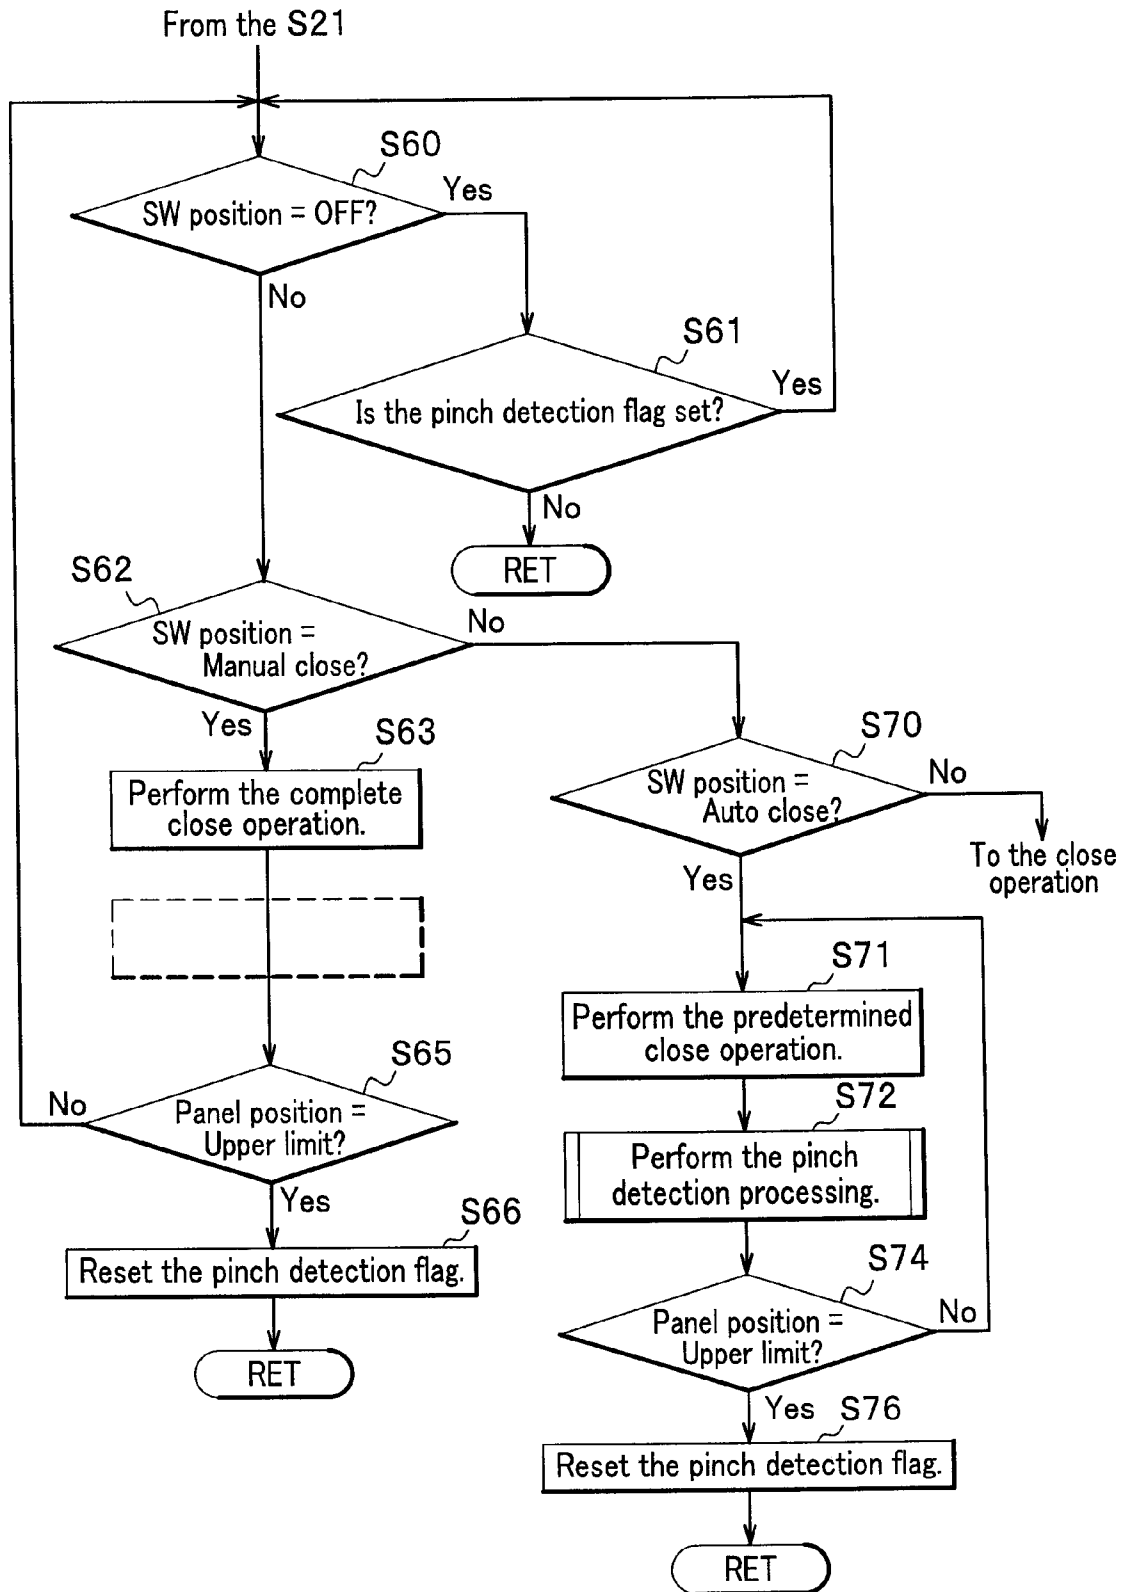 From the S21
S60
SW position = OFF?
Yes
No
S61
Is the pinch detection flag set?
Yes
No
RET
S62
SW position =
Manual close?
No
Yes
S63
Perform the complete
close operation.
S65
Panel position =
Upper limit?
No
Yes
S66
Reset the pinch detection flag.
RET
S70
SW position =
Auto close?
No
To the close
operation
Yes
S71
Perform the predetermined
close operation.
S72
Perform the pinch
detection processing.
S74
Panel position =
Upper limit?
No
Yes
S76
Reset the pinch detection flag.
RET